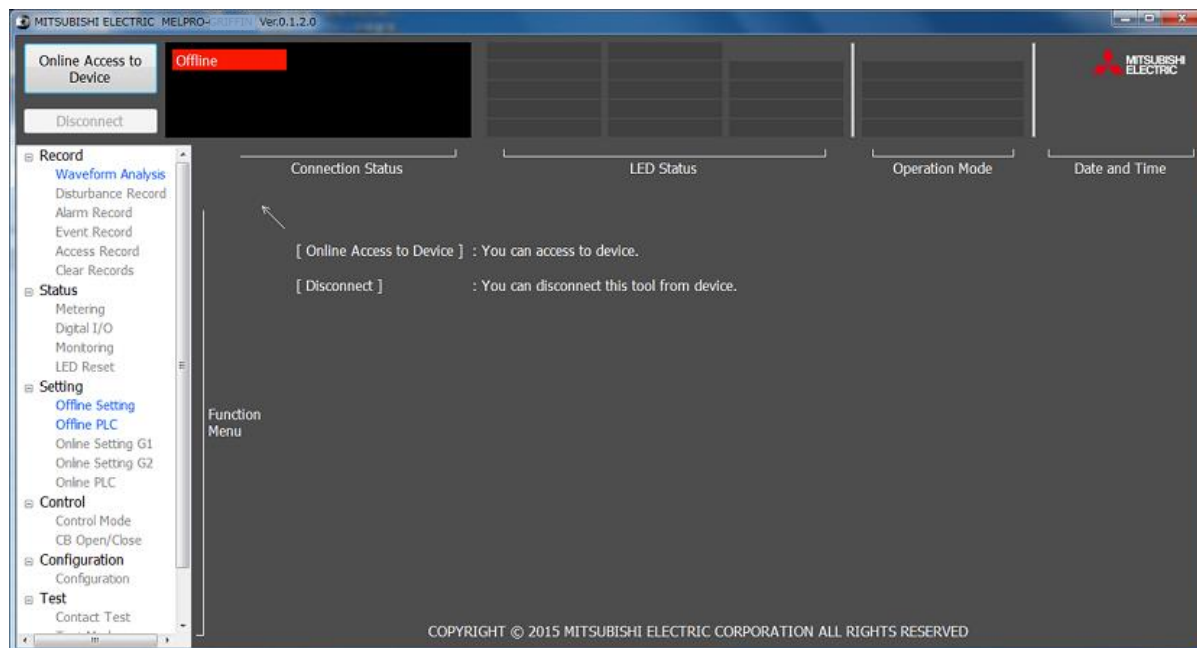 MITSUBISHI ELECTRIC MELPRO-GRIFFIN Ver.0.1.2.0
Online Access to
Device
Disconnect
Offline
MITSUBISHI
ELECTRIC
Connection Status
LED Status
Operation Mode
Date and Time
Record
Waveform Analysis
Disturbance Record
Alarm Record
Event Record
Access Record
Clear Records
Status
Metering
Digital I/O
Monitoring
LED Reset
Setting
Offline Setting
Offline PLC
Online Setting G1
Online Setting G2
Online PLC
Control
Control Mode
CB Open/Close
Configuration
Configuration
Test
Contact Test
[ Online Access to Device ] : You can access to device.
[ Disconnect ] : You can disconnect this tool from device.
Function
Menu
COPYRIGHT © 2015 MITSUBISHI ELECTRIC CORPORATION ALL RIGHTS RESERVED